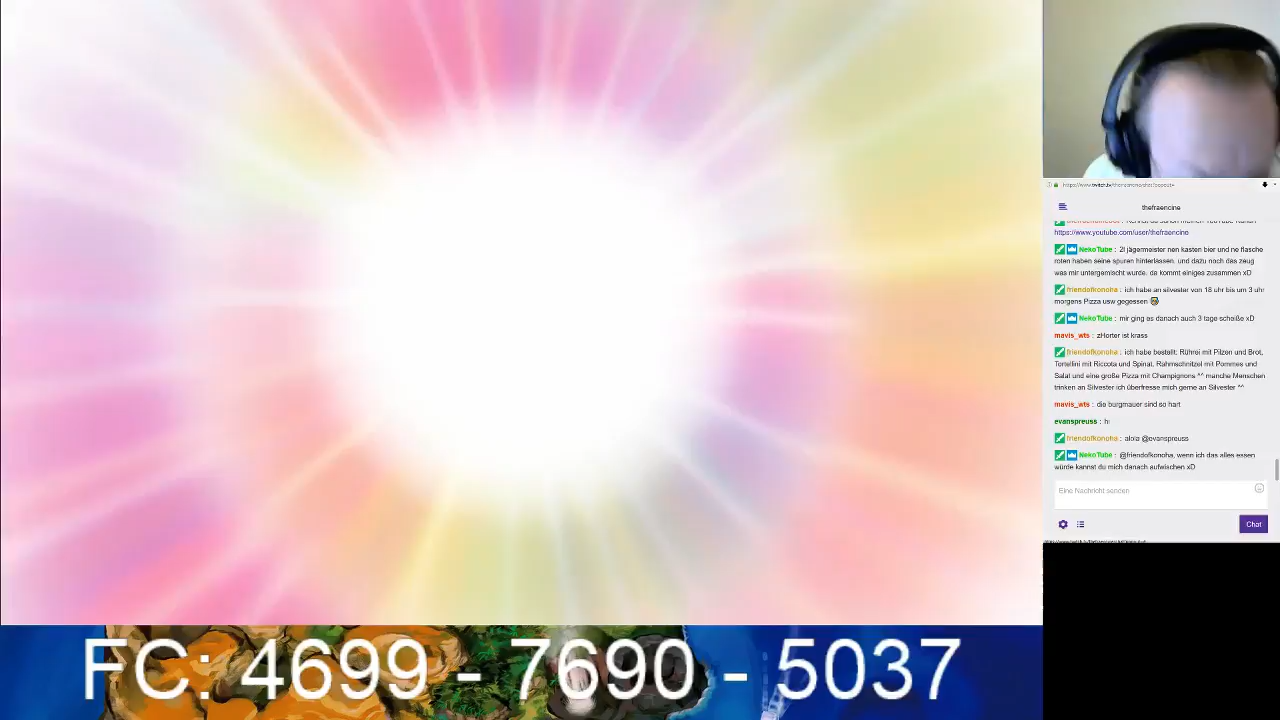 thefraencine
https://www.youtube.com/user/thefraencine
NekoTube : 2l jägermeister nen kasten bier und ne flasche
roten haben seine spuren hinterlassen. und dazu noch das zeug
was mir untergemischt wurde. da kommt einiges zusammen xD
friendofkonoha : ich habe an silvester von 18 uhr bis um 3 uhr
morgens Pizza usw gegessen
NekoTube : mir ging es danach auch 3 tage scheiße xD
mavis_wts : zHorter ist krass
friendofkonoha : ich habe bestellt: Rührei mit Pilzen und Brot,
Tortellini mit Riccota und Spinat, Rahmschnitzel mit Pommes und
Salat und eine große Pizza mit Champignons ^^ manche Menschen
trinken an Silvester ich überfresse mich gerne an Silvester ^^
mavis_wts : die burgmauer sind so hart
evanspreuss : hi
friendofkonoha : alola @evanspreuss
NekoTube : @friendofkonoha, wenn ich das alles essen
würde kannst du mich danach aufwischen xD
Eine Nachricht senden
Chat
FC: 4699 - 7690 - 5037